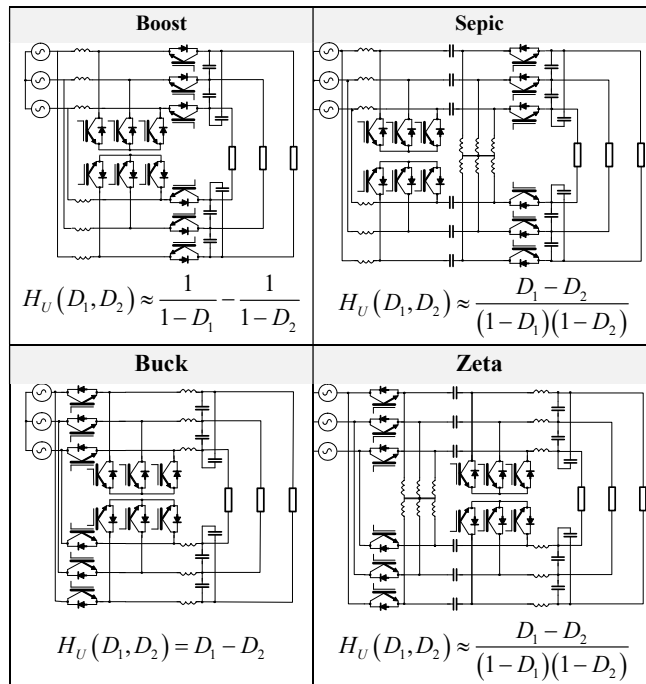 Boost
Sepic
H_U(D_1,D_2) ≈ 1/(1−D_1) − 1/(1−D_2)
H_U(D_1,D_2) ≈ (D_1−D_2)/((1−D_1)(1−D_2))
Buck
Zeta
H_U(D_1,D_2) = D_1−D_2
H_U(D_1,D_2) ≈ (D_1−D_2)/((1−D_1)(1−D_2))